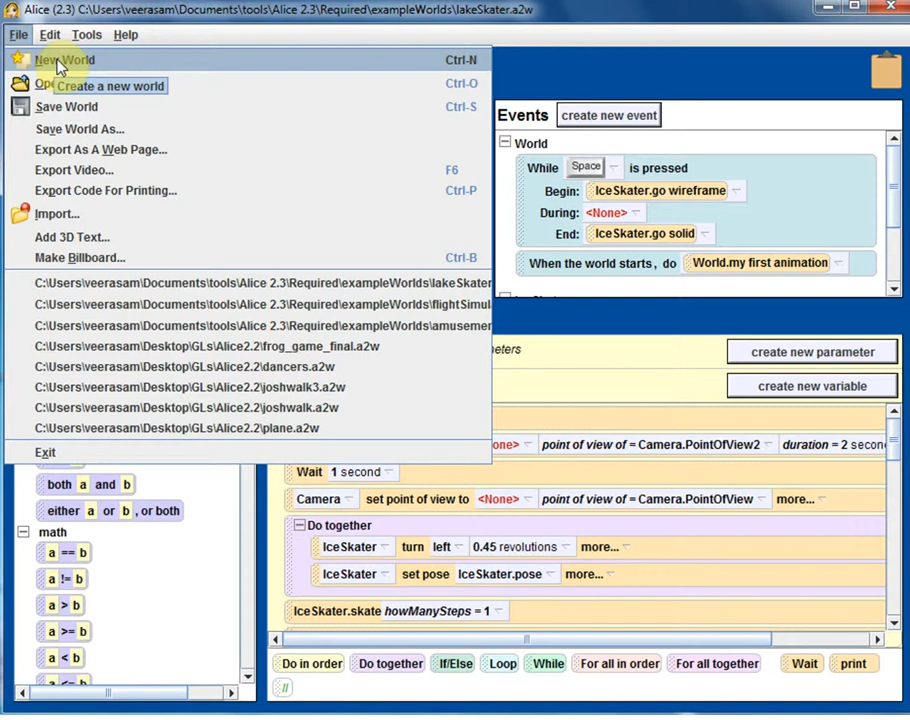 Alice (2.3) C:\Users\veerasam\Documents\tools\Alice 2.3\Required\exampleWorlds\lakeSkater.a2w
File Edit Tools Help
New World Ctrl-N
Create a new world
Ctrl-O
Save World Ctrl-S
Save World As...
Export As A Web Page...
Export Video... F6
Export Code For Printing... Ctrl-P
Import...
Add 3D Text...
Make Billboard... Ctrl-B
C:\Users\veerasam\Documents\tools\Alice 2.3\Required\exampleWorlds\lakeSkater
C:\Users\veerasam\Documents\tools\Alice 2.3\Required\exampleWorlds\flightSimul
C:\Users\veerasam\Documents\tools\Alice 2.3\Required\exampleWorlds\amusemen
C:\Users\veerasam\Desktop\GLs\Alice2.2\frog_game_final.a2w
C:\Users\veerasam\Desktop\GLs\Alice2.2\dancers.a2w
C:\Users\veerasam\Desktop\GLs\Alice2.2\joshwalk3.a2w
C:\Users\veerasam\Desktop\GLs\Alice2.2\joshwalk.a2w
C:\Users\veerasam\Desktop\GLs\Alice2.2\plane.a2w
Exit
Events create new event
World
While Space is pressed
Begin: IceSkater.go wireframe
During: <None>
End: IceSkater.go solid
When the world starts, do World.my first animation
create new parameter
create new variable
point of view of = Camera.PointOfView2 duration = 2 secon
Wait 1 second
Camera set point of view to <None> point of view of = Camera.PointOfView more...
Do together
IceSkater turn left 0.45 revolutions more...
IceSkater set pose IceSkater.pose more...
IceSkater.skate howManySteps = 1
both a and b
either a or b , or both
math
a == b
a != b
a > b
a >= b
a < b
a <= b
Do in order Do together If/Else Loop While For all in order For all together Wait print
//